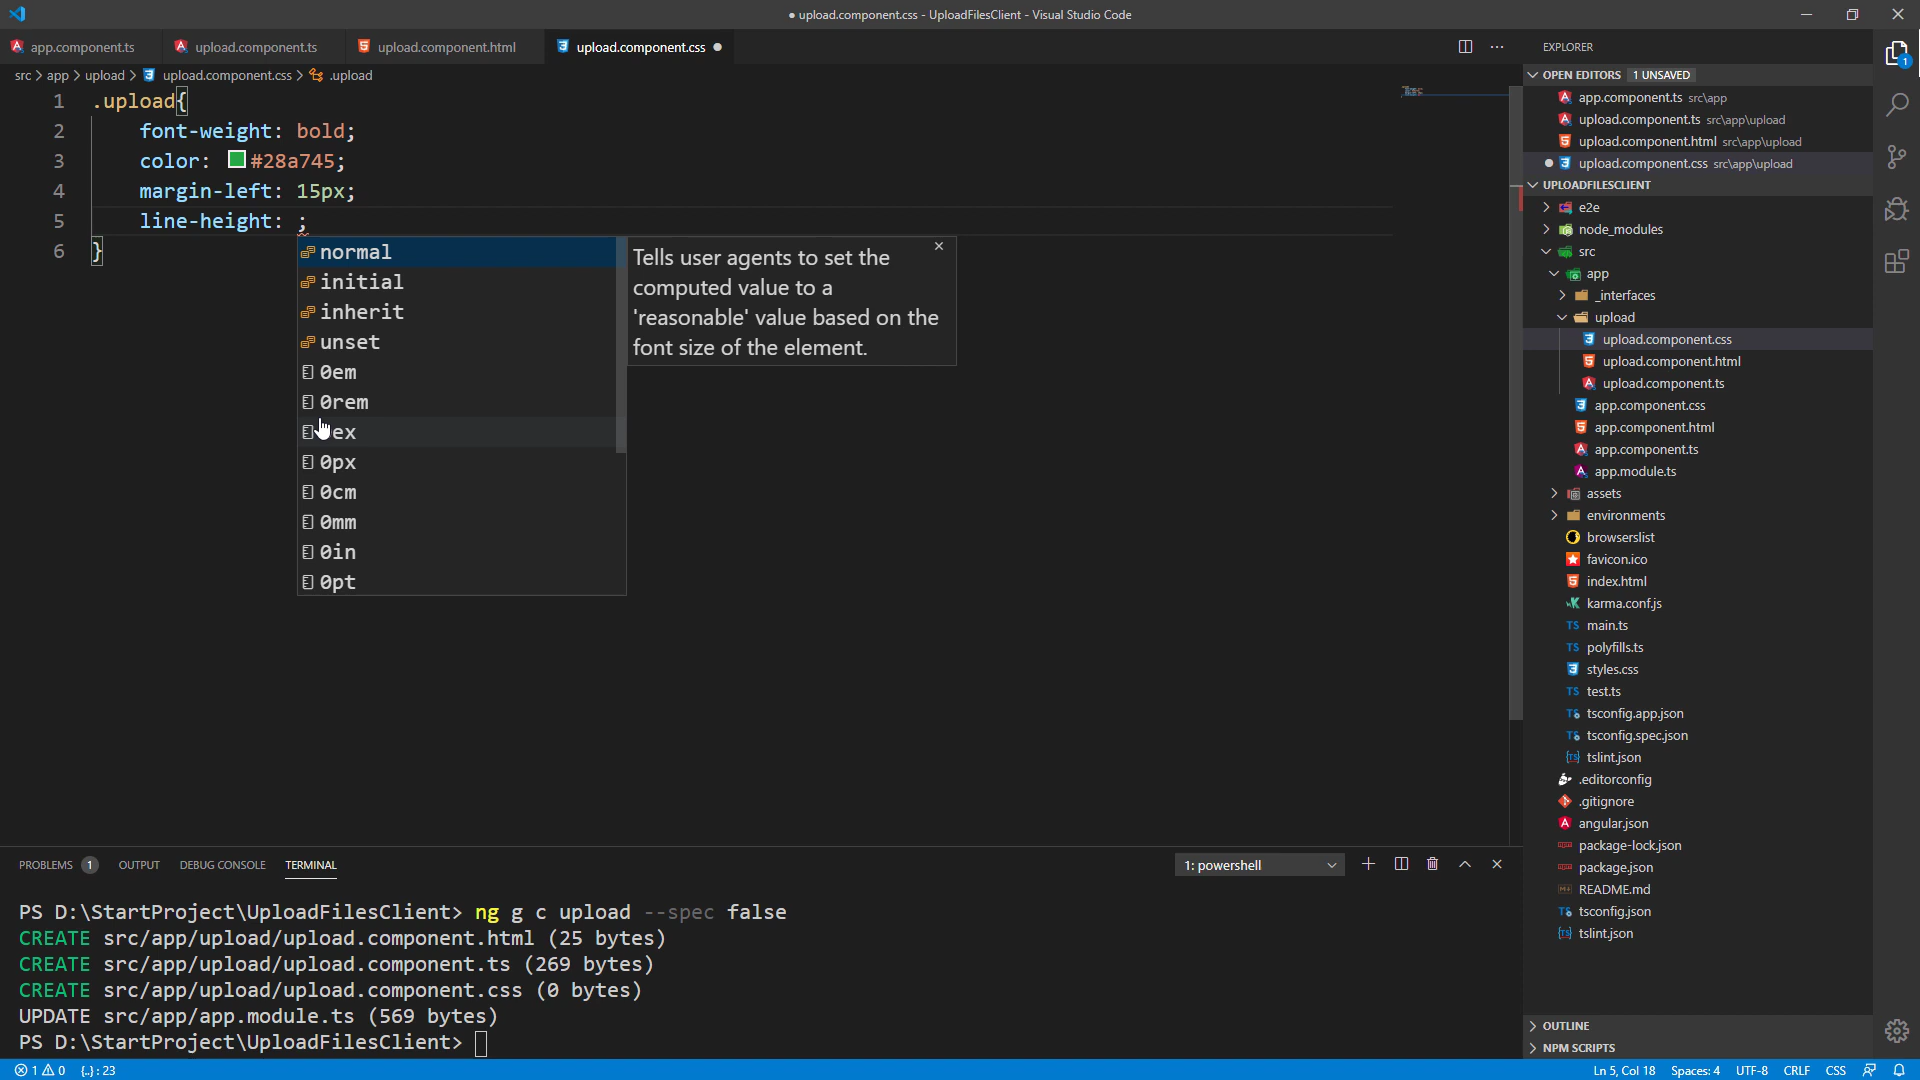 ● upload.component.css - UploadFilesClient - Visual Studio Code
app.component.ts
upload.component.ts
upload.component.html
upload.component.css ●
EXPLORER
src > app > upload > upload.component.css > .upload
1 .upload{
2 font-weight: bold;
3 color: #28a745;
4 margin-left: 15px;
5 line-height: ;
6 }
normal
initial
inherit
unset
0em
0rem
ex
0px
0cm
0mm
0in
0pt
Tells user agents to set the
computed value to a
'reasonable' value based on the
font size of the element.
OPEN EDITORS 1 UNSAVED
app.component.ts src\app
upload.component.ts src\app\upload
upload.component.html src\app\upload
● upload.component.css src\app\upload
UPLOADFILESCLIENT
e2e
node_modules
src
app
_interfaces
upload
upload.component.css
upload.component.html
upload.component.ts
app.component.css
app.component.html
app.component.ts
app.module.ts
assets
environments
browserslist
favicon.ico
index.html
karma.conf.js
TS main.ts
TS polyfills.ts
styles.css
TS test.ts
TS tsconfig.app.json
TS tsconfig.spec.json
tslint.json
.editorconfig
.gitignore
angular.json
package-lock.json
package.json
README.md
TS tsconfig.json
tslint.json
OUTLINE
NPM SCRIPTS
1
PROBLEMS 1 OUTPUT DEBUG CONSOLE TERMINAL
1: powershell
PS D:\StartProject\UploadFilesClient> ng g c upload --spec false
CREATE src/app/upload/upload.component.html (25 bytes)
CREATE src/app/upload/upload.component.ts (269 bytes)
CREATE src/app/upload/upload.component.css (0 bytes)
UPDATE src/app/app.module.ts (569 bytes)
PS D:\StartProject\UploadFilesClient>
1 0 {..} : 23
Ln 5, Col 18 Spaces: 4 UTF-8 CRLF CSS